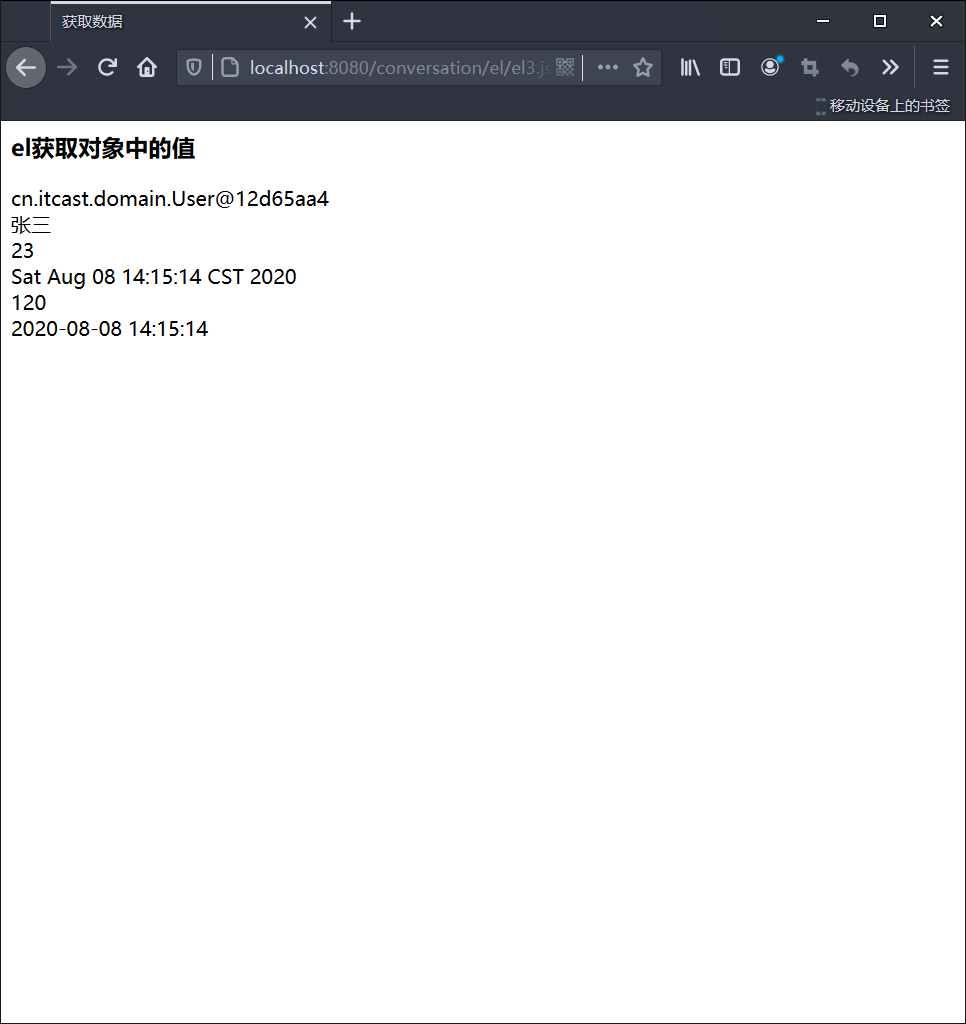 获取数据
localhost:8080/conversation/el/el3.js
移动设备上的书签
el获取对象中的值
cn.itcast.domain.User@12d65aa4
张三
23
Sat Aug 08 14:15:14 CST 2020
120
2020-08-08 14:15:14